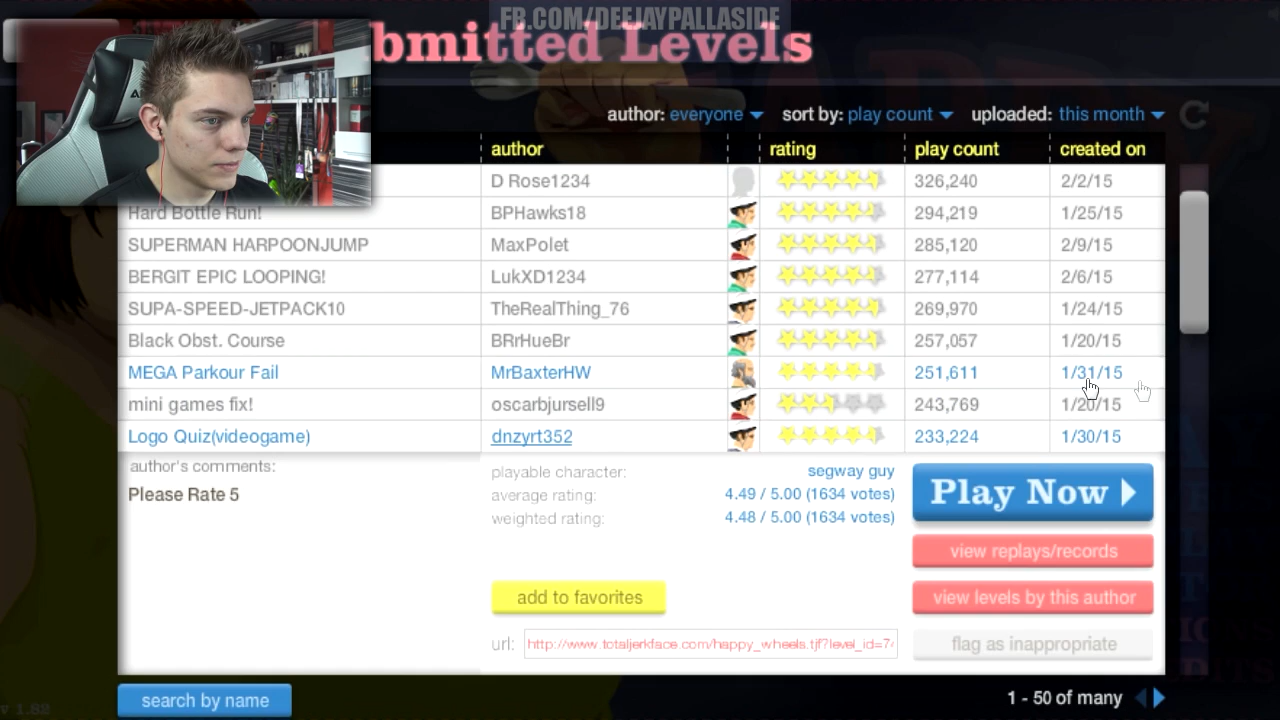 FB.COM/DEEJAYPALLASIDE
bmitted Levels
author: everyone sort by: play count uploaded: this month
author rating play count created on
D Rose1234 326,240 2/2/15
Hard Bottle Run! BPHawks18 294,219 1/25/15
SUPERMAN HARPOONJUMP MaxPolet 285,120 2/9/15
BERGIT EPIC LOOPING! LukXD1234 277,114 2/6/15
SUPA-SPEED-JETPACK10 TheRealThing_76 269,970 1/24/15
Black Obst. Course BRrHueBr 257,057 1/20/15
MEGA Parkour Fail MrBaxterHW 251,611 1/31/15
mini games fix! oscarbjursell9 243,769 1/20/15
Logo Quiz(videogame) dnzyrt352 233,224 1/30/15
author's comments:
Please Rate 5
playable character: segway guy
average rating: 4.49 / 5.00 (1634 votes)
weighted rating: 4.48 / 5.00 (1634 votes)
Play Now
view replays/records
add to favorites
view levels by this author
url: http://www.totaljerkface.com/happy_wheels.tjf?level_id=7
flag as inappropriate
search by name
1 - 50 of many
v 1.82